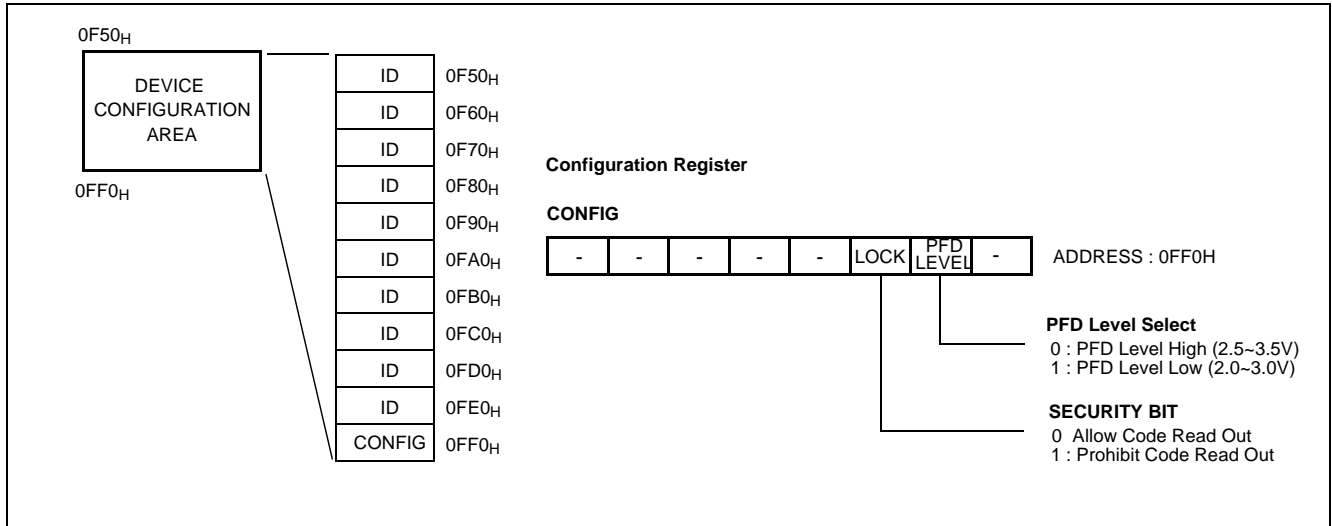 0F50H
DEVICE
CONFIGURATION
AREA
0FF0H
ID 0F50H
ID 0F60H
ID 0F70H
ID 0F80H
ID 0F90H
ID 0FA0H
ID 0FB0H
ID 0FC0H
ID 0FD0H
ID 0FE0H
CONFIG 0FF0H
Configuration Register
CONFIG
- - - - - LOCK PFD LEVEL - ADDRESS : 0FF0H
PFD Level Select
0 : PFD Level High (2.5~3.5V)
1 : PFD Level Low (2.0~3.0V)
SECURITY BIT
0 Allow Code Read Out
1 : Prohibit Code Read Out